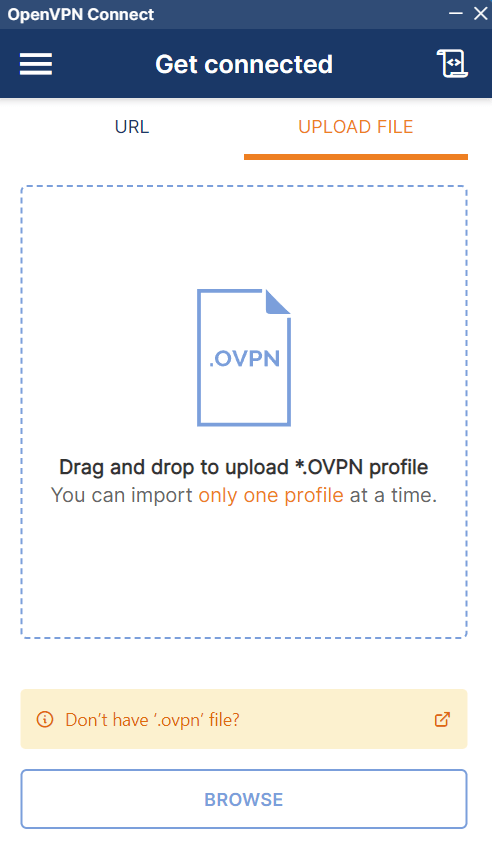 OpenVPN Connect
Get connected
URL
UPLOAD FILE
.OVPN
Drag and drop to upload *.OVPN profile
You can import only one profile at a time.
Don’t have ‘.ovpn’ file?
BROWSE